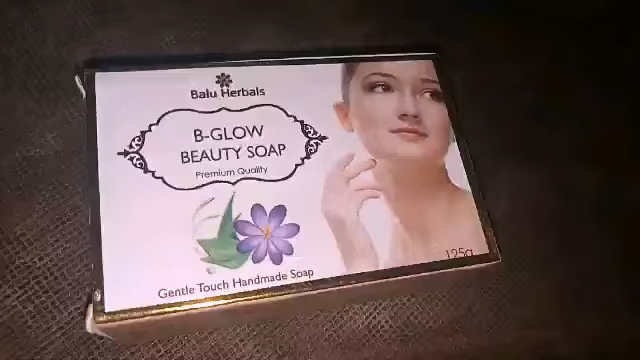 Balu Herbals
B-GLOW
BEAUTY SOAP
Premium Quality
125g
Gentle Touch Handmade Soap